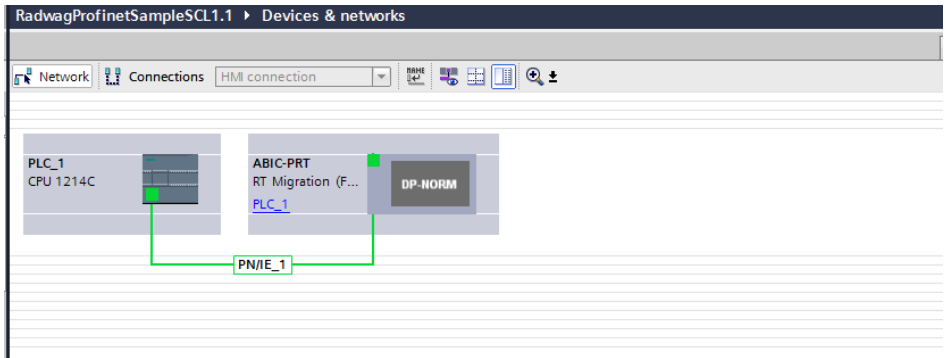 RadwagProfinetSampleSCL1.1 ▸ Devices & networks
Network Connections HMI connection
PLC_1
CPU 1214C
ABIC-PRT
RT Migration (F...
PLC_1
DP-NORM
PN/IE_1